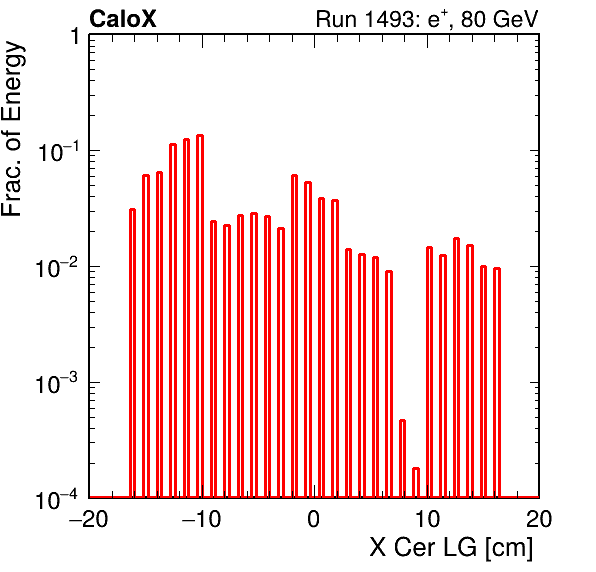 CaloX Run 1493: e⁺, 80 GeV
Frac. of Energy
1
10⁻¹
10⁻²
10⁻³
10⁻⁴
−20 −10 0 10 20
X Cer LG [cm]